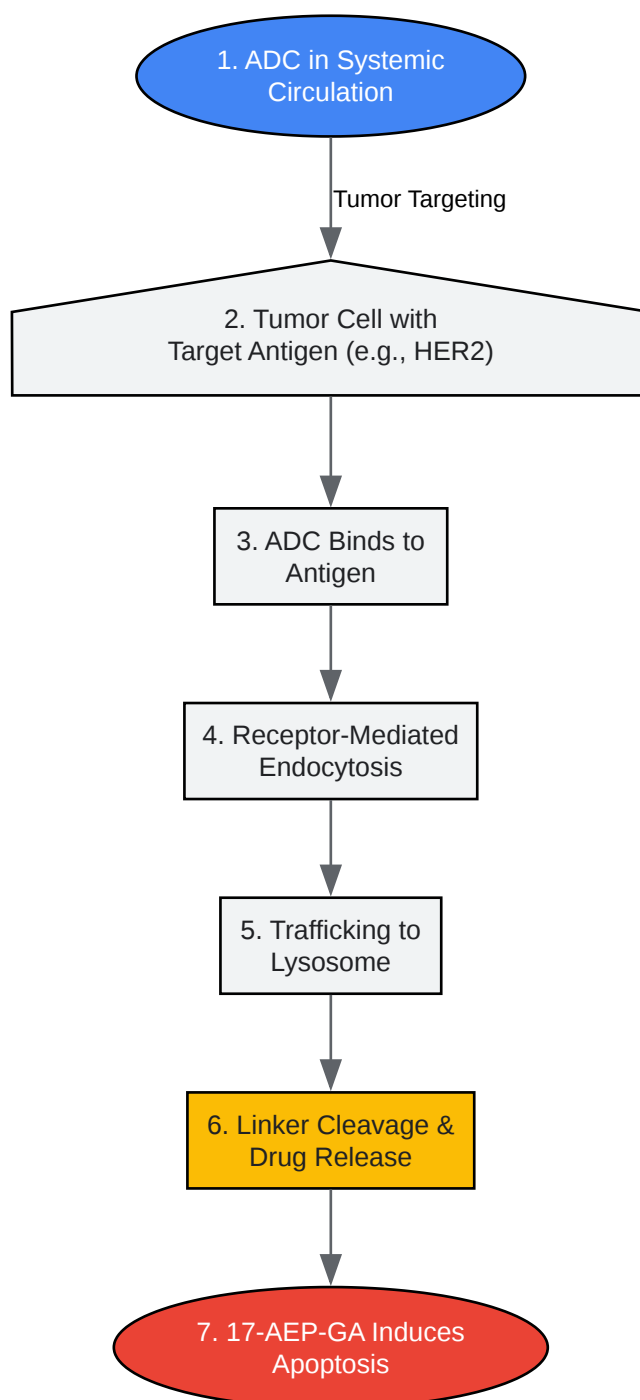 1. ADC in Systemic
Circulation
Tumor Targeting
2. Tumor Cell with
Target Antigen (e.g., HER2)
3. ADC Binds to
Antigen
4. Receptor-Mediated
Endocytosis
5. Trafficking to
Lysosome
6. Linker Cleavage &
Drug Release
7. 17-AEP-GA Induces
Apoptosis